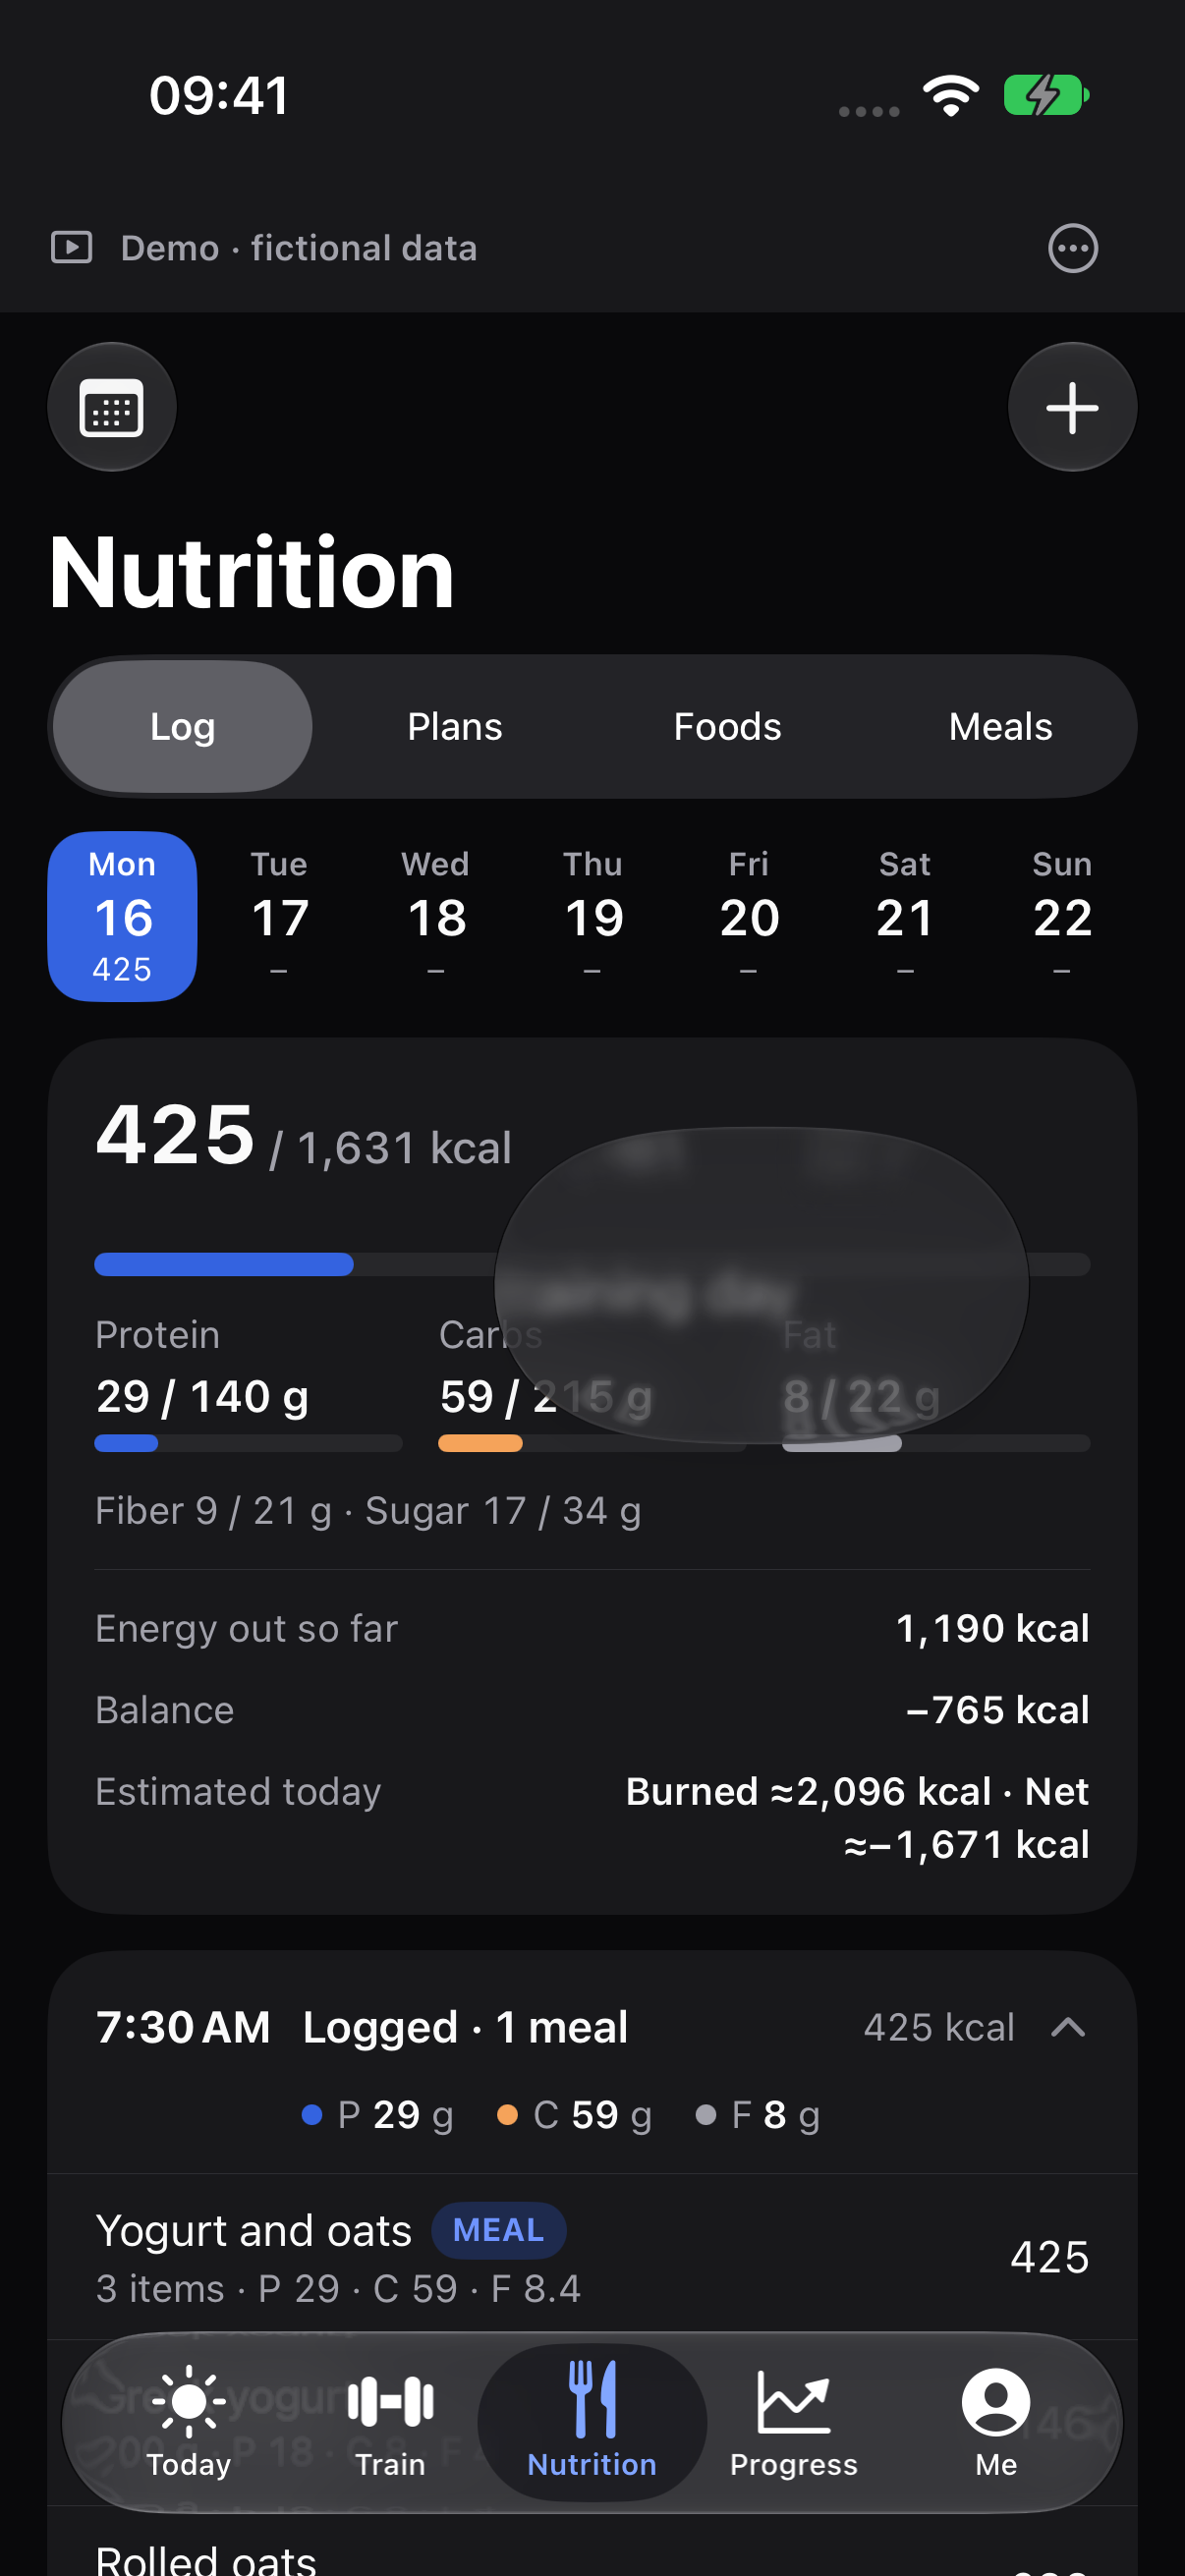 09:41
Demo · fictional data
Nutrition
Log Plans Foods Meals
Mon Tue Wed Thu Fri Sat Sun
16 17 18 19 20 21 22
425 – – – – – –
425 / 1,631 kcal
training day
Protein Carbs Fat
29 / 140 g 59 / 215 g 8 / 22 g
Fiber 9 / 21 g · Sugar 17 / 34 g
Energy out so far 1,190 kcal
Balance –765 kcal
Estimated today Burned ≈2,096 kcal · Net
≈–1,671 kcal
7:30 AM Logged · 1 meal 425 kcal
P 29 g C 59 g F 8 g
Yogurt and oats MEAL 425
3 items · P 29 · C 59 · F 8.4
Today Train Nutrition Progress Me
Rolled oats